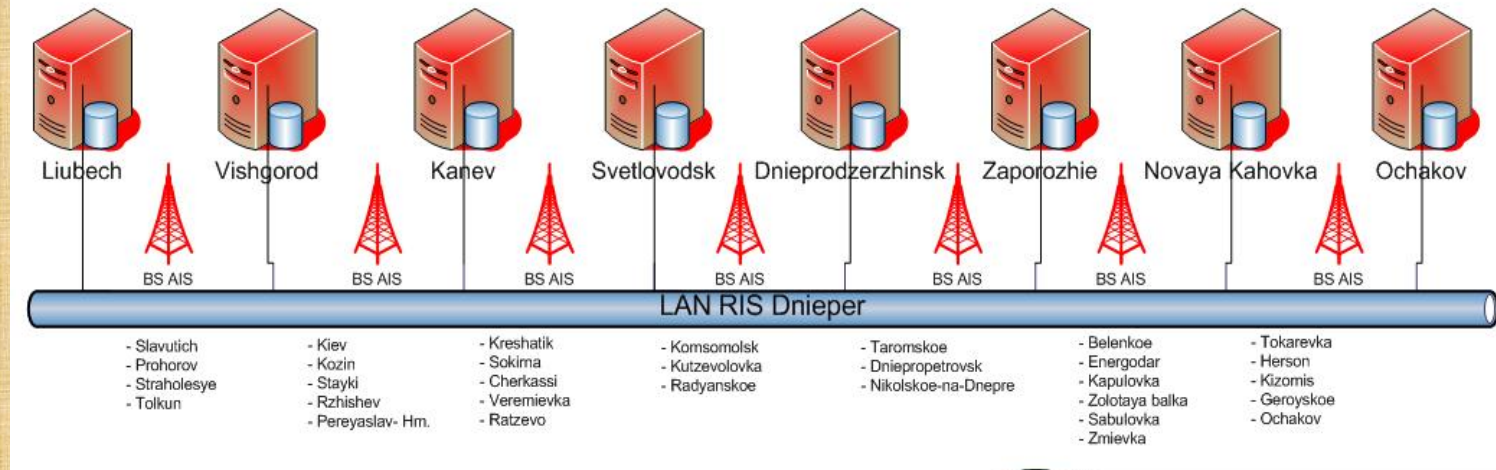 Liubech
Vishgorod
Kanev
Svetlovodsk
Dnieprodzerzhinsk
Zaporozhie
Novaya Kahovka
Ochakov
BS AIS
BS AIS
BS AIS
BS AIS
BS AIS
BS AIS
BS AIS
LAN RIS Dnieper
- Slavutich
- Prohorov
- Straholesye
- Tolkun
- Kiev
- Kozin
- Stayki
- Rzhishev
- Pereyaslav- Hm.
- Kreshatik
- Sokirna
- Cherkassi
- Veremievka
- Ratzevo
- Komsomolsk
- Kutzevolovka
- Radyanskoe
- Taromskoe
- Dniepropetrovsk
- Nikolskoe-na-Dnepre
- Belenkoe
- Energodar
- Kapulovka
- Zolotaya balka
- Sabulovka
- Zmievka
- Tokarevka
- Herson
- Kizomis
- Geroyskoe
- Ochakov